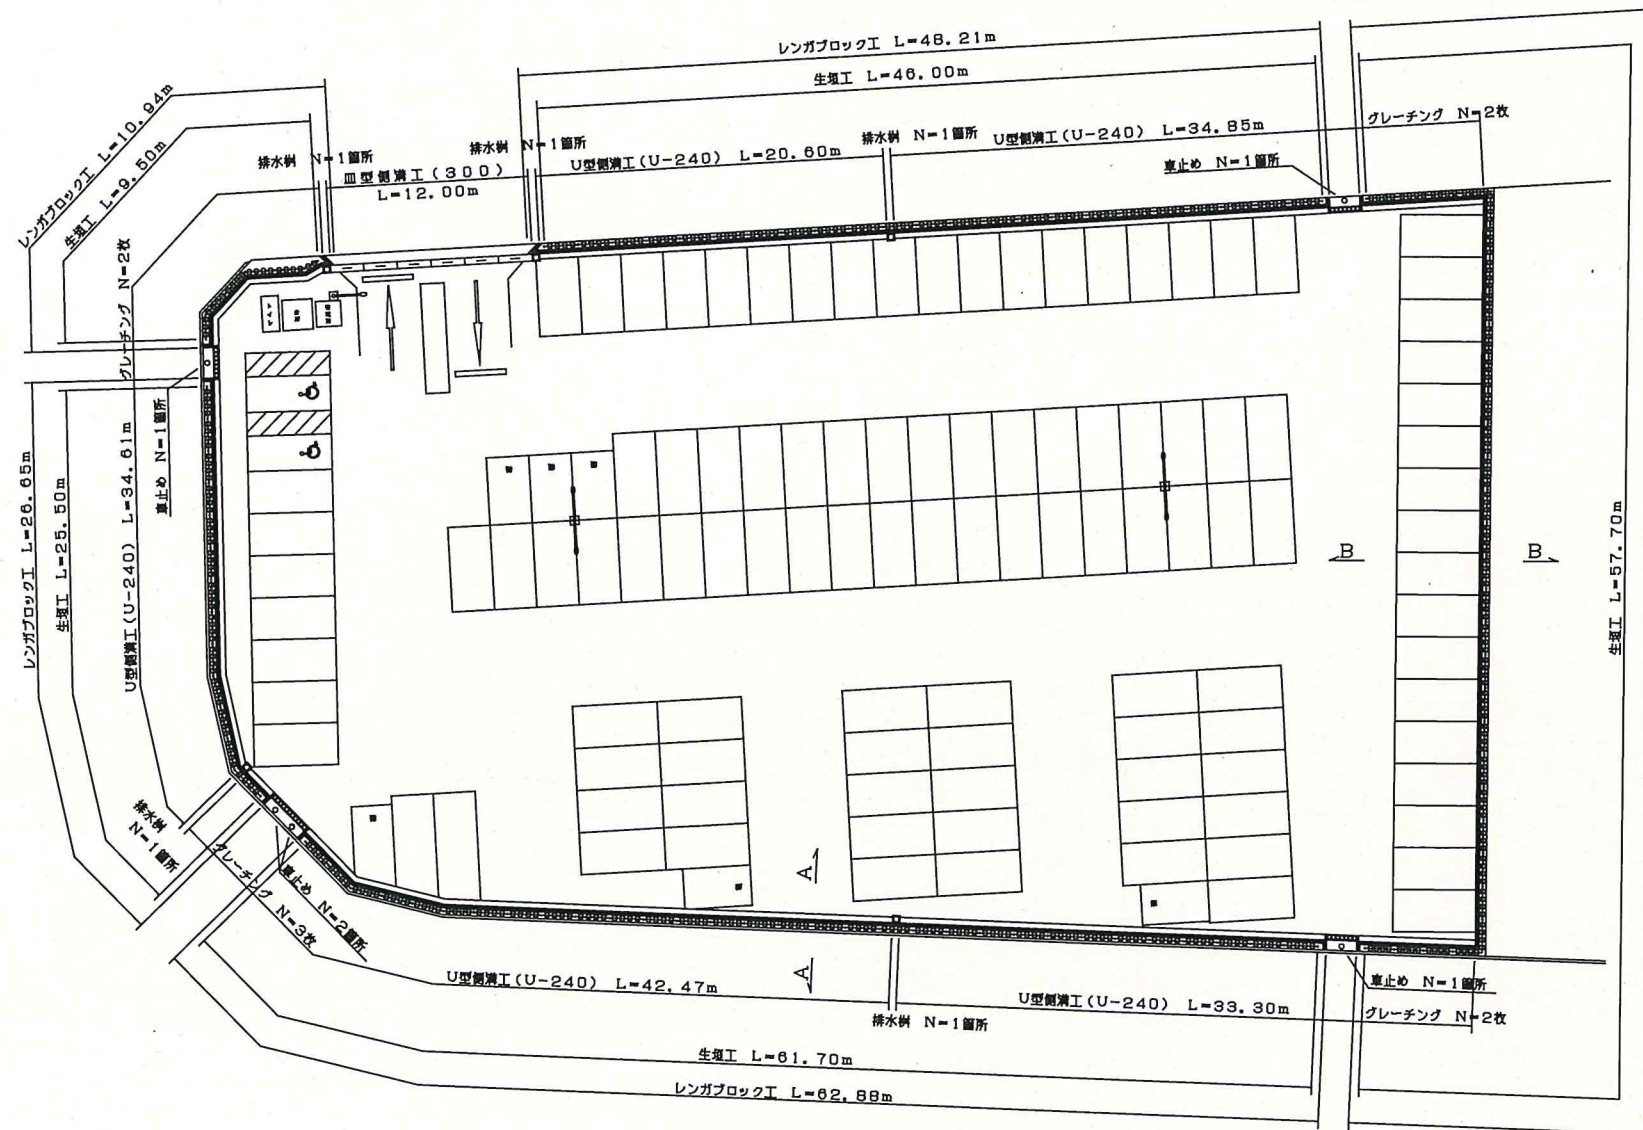 レンガブロック工 L=48.21m
生垣工 L=46.00m
レンガブロック工 L=10.94m
生垣工 L=9.50m
排水桝 N=1箇所
皿型側溝工(300)
L=12.00m
排水桝 N=1箇所
U型側溝工(U-240) L=20.60m
排水桝 N=1箇所
U型側溝工(U-240) L=34.85m
グレーチング N=2枚
車止め N=1箇所
グレーチング N=2枚
車止め N=1箇所
U型側溝工(U-240) L=34.61m
レンガブロック工 L=26.65m
生垣工 L=25.50m
B
B
生垣工 L=57.70m
排水桝
N=1箇所
グレーチング N=3枚
車止め N=2箇所
A
A
U型側溝工(U-240) L=42.47m
排水桝 N=1箇所
U型側溝工(U-240) L=33.30m
車止め N=1箇所
グレーチング N=2枚
生垣工 L=61.70m
レンガブロック工 L=62.88m